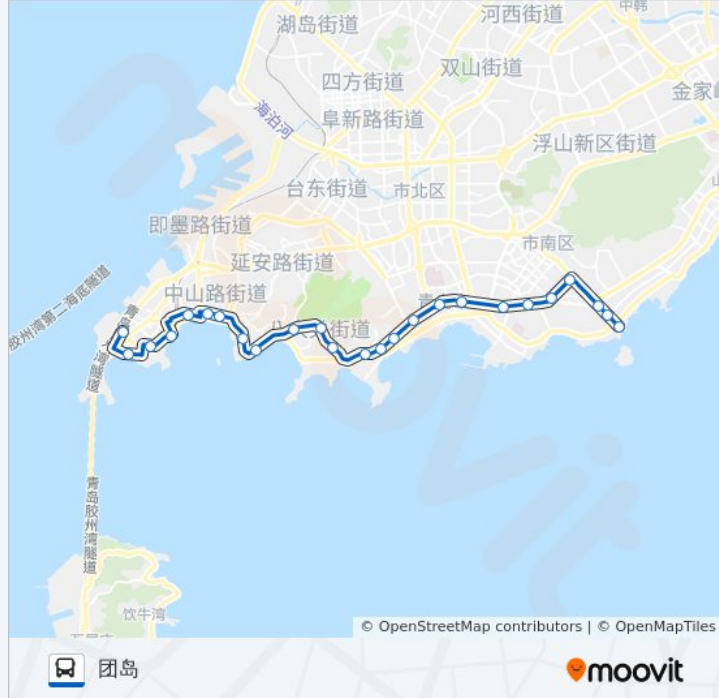 中韩
河西街道
湖岛街道
双山街道
四方街道
金家岭
海泊河
阜新路街道
浮山新区街道
台东街道
市北区
即墨路街道
市南区
延安路街道
胶州湾第二海底隧道
中山路街道
青岛胶州湾隧道
饮牛湾
© OpenStreetMap contributors | © OpenMapTiles
团岛
moovit